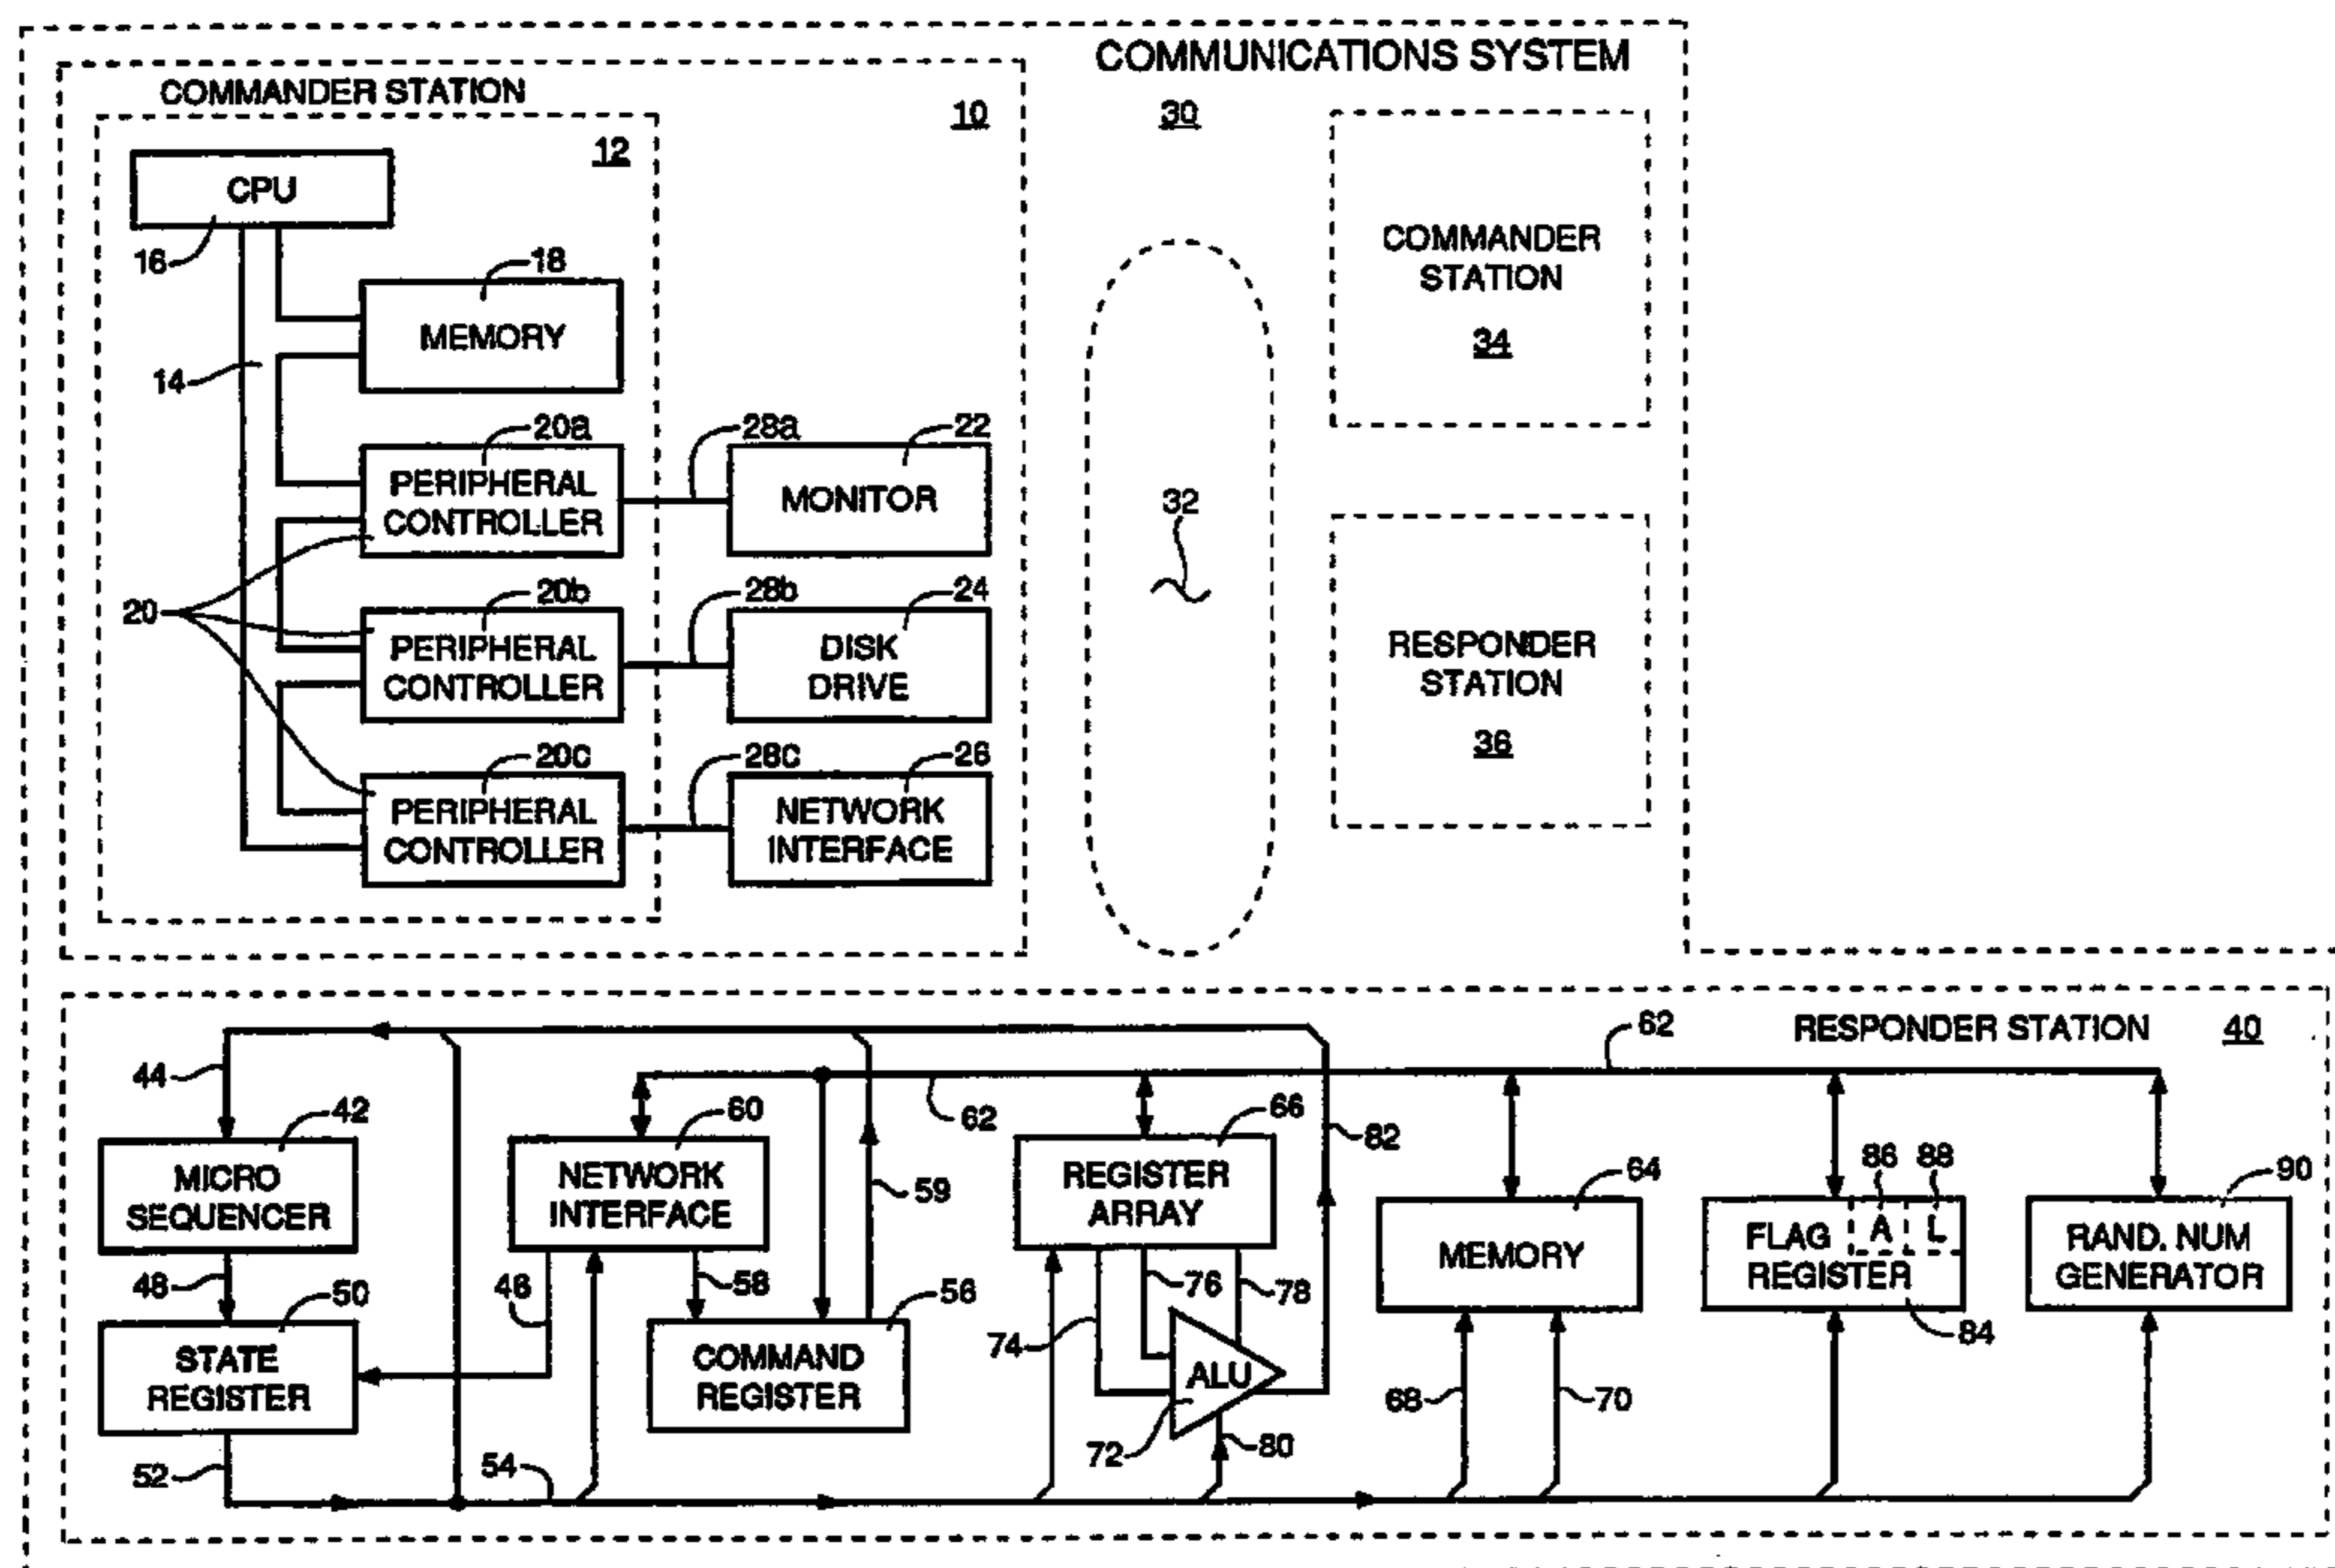 COMMUNICATIONS SYSTEM
30
COMMANDER STATION
10
12
CPU
16
18
MEMORY
14
20a
PERIPHERAL
CONTROLLER
28a
22
MONITOR
20
20b
PERIPHERAL
CONTROLLER
28b
24
DISK
DRIVE
20c
PERIPHERAL
CONTROLLER
28c
26
NETWORK
INTERFACE
32
COMMANDER
STATION
34
RESPONDER
STATION
36
RESPONDER STATION
40
62
44
42
MICRO
SEQUENCER
48
50
STATE
REGISTER
52
54
60
NETWORK
INTERFACE
46
58
59
56
COMMAND
REGISTER
62
66
REGISTER
ARRAY
82
74
76
78
ALU
72
80
64
MEMORY
68
70
86
88
FLAG
REGISTER
A
L
84
90
RAND. NUM
GENERATOR